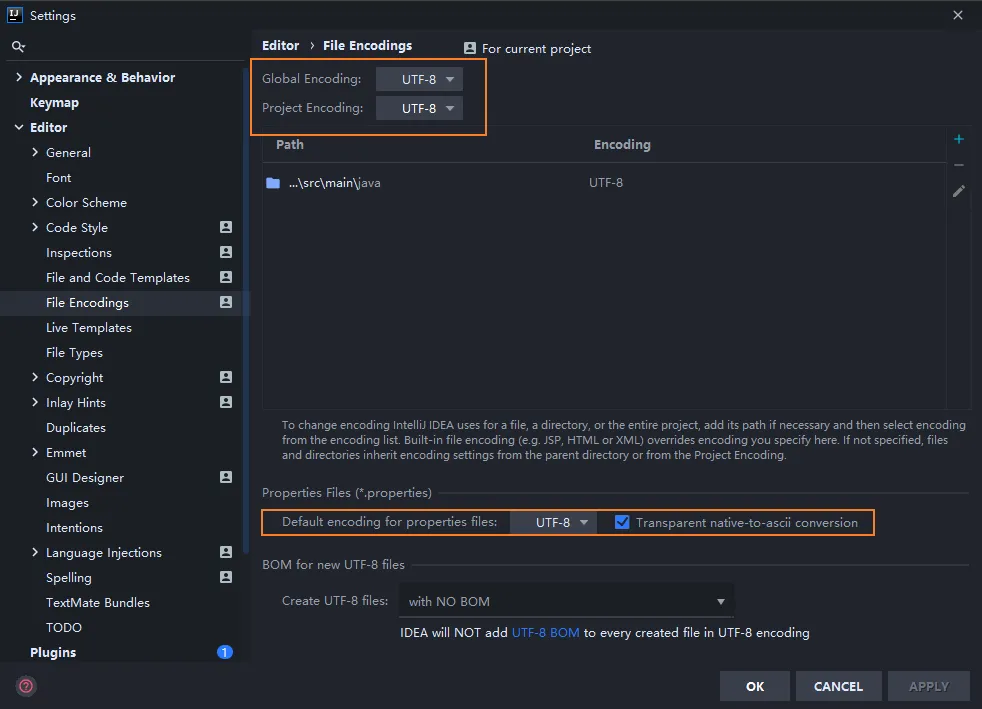 Settings
Appearance & Behavior
Keymap
Editor
General
Font
Color Scheme
Code Style
Inspections
File and Code Templates
File Encodings
Live Templates
File Types
Copyright
Inlay Hints
Duplicates
Emmet
GUI Designer
Images
Intentions
Language Injections
Spelling
TextMate Bundles
TODO
Plugins 1
Editor › File Encodings For current project
Global Encoding: UTF-8
Project Encoding: UTF-8
Path Encoding
...\src\main\java UTF-8
To change encoding IntelliJ IDEA uses for a file, a directory, or the entire project, add its path if necessary and then select encoding
from the encoding list. Built-in file encoding (e.g. JSP, HTML or XML) overrides encoding you specify here. If not specified, files
and directories inherit encoding settings from the parent directory or from the Project Encoding.
Properties Files (*.properties)
Default encoding for properties files: UTF-8 Transparent native-to-ascii conversion
BOM for new UTF-8 files
Create UTF-8 files: with NO BOM
IDEA will NOT add UTF-8 BOM to every created file in UTF-8 encoding
? OK CANCEL APPLY